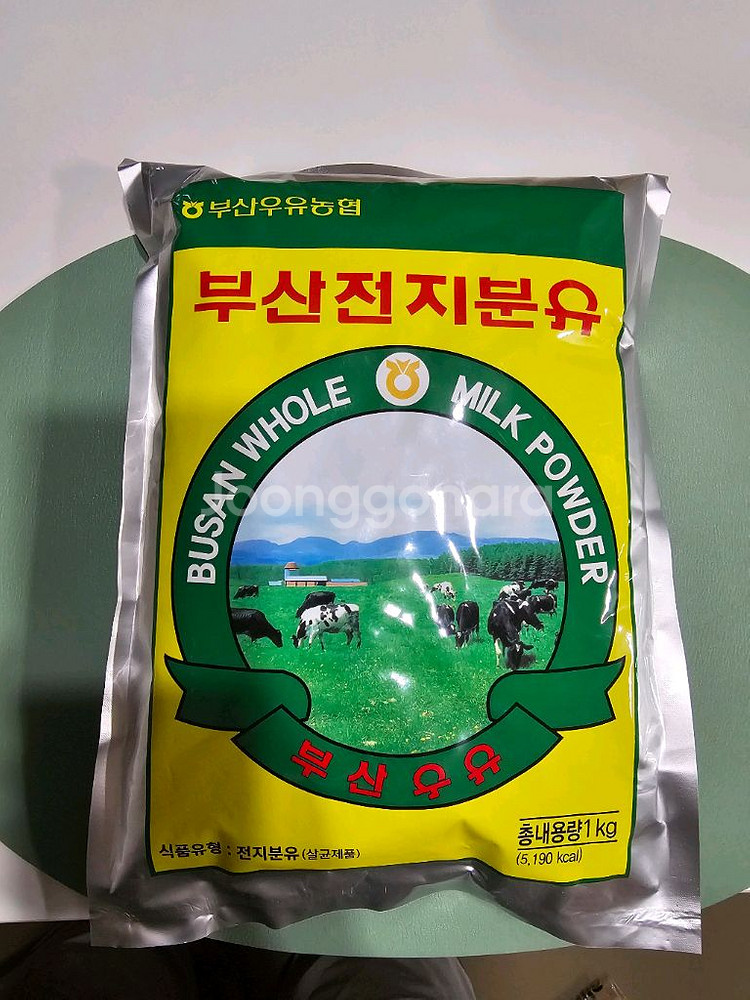 부산우유농협
부산전지분유
BUSAN WHOLE MILK POWDER
Joonggonara
부산우유
총내용량 1 kg
(5,190 kcal)
식품유형 : 전지분유 (살균제품)